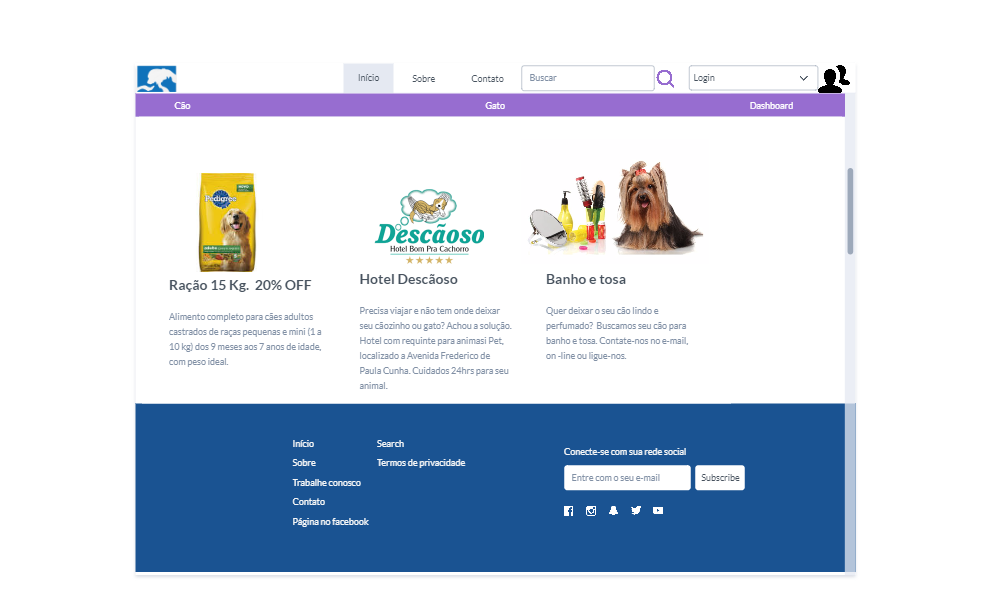 Início
Sobre
Contato
Buscar
Login
Cão
Gato
Dashboard
Pedigree
NOVO
adulto
Descãoso
Hotel Bom Pra Cachorro
Ração 15 Kg.  20% OFF
Alimento completo para cães adultos
castrados de raças pequenas e mini (1 a
10 kg) dos 9 meses aos 7 anos de idade,
com peso ideal.
Hotel Descãoso
Precisa viajar e não tem onde deixar
seu cãozinho ou gato? Achou a solução.
Hotel com requinte para animasi Pet,
localizado a Avenida Frederico de
Paula Cunha. Cuidados 24hrs para seu
animal.
Banho e tosa
Quer deixar o seu cão lindo e
perfumado?  Buscamos seu cão para
banho e tosa. Contate-nos no e-mail,
on -line ou ligue-nos.
Início
Sobre
Trabalhe conosco
Contato
Página no facebook
Search
Termos de privacidade
Conecte-se com sua rede social
Entre com o seu e-mail
Subscribe